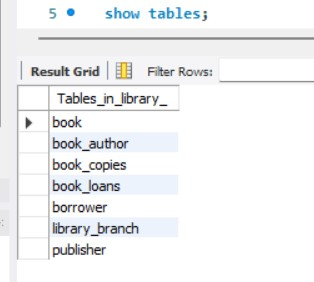 5 show tables;
Result Grid Filter Rows:
Tables_in_library_
book
book_author
book_copies
book_loans
borrower
library_branch
publisher